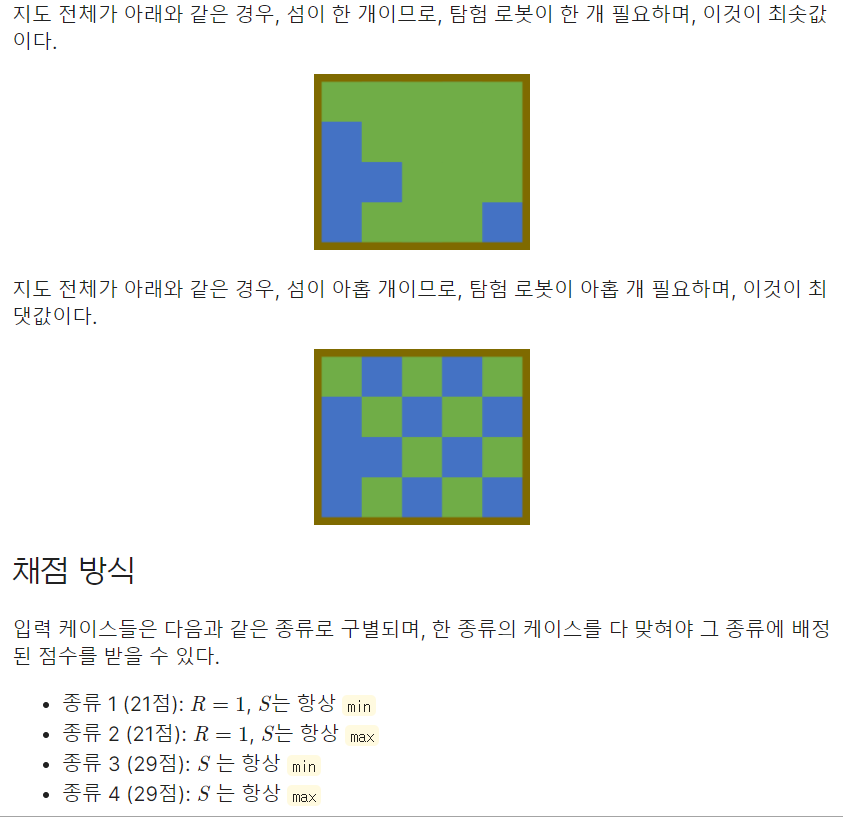 지도 전체가 아래와 같은 경우, 섬이 한 개이므로, 탐험 로봇이 한 개 필요하며, 이것이 최솟값
이다.
지도 전체가 아래와 같은 경우, 섬이 아홉 개이므로, 탐험 로봇이 아홉 개 필요하며, 이것이 최
댓값이다.
채점 방식
입력 케이스들은 다음과 같은 종류로 구별되며, 한 종류의 케이스를 다 맞혀야 그 종류에 배정
된 점수를 받을 수 있다.
• 종류 1 (21점): R = 1, S는 항상 min
• 종류 2 (21점): R = 1, S는 항상 max
• 종류 3 (29점): S 는 항상 min
• 종류 4 (29점): S 는 항상 max